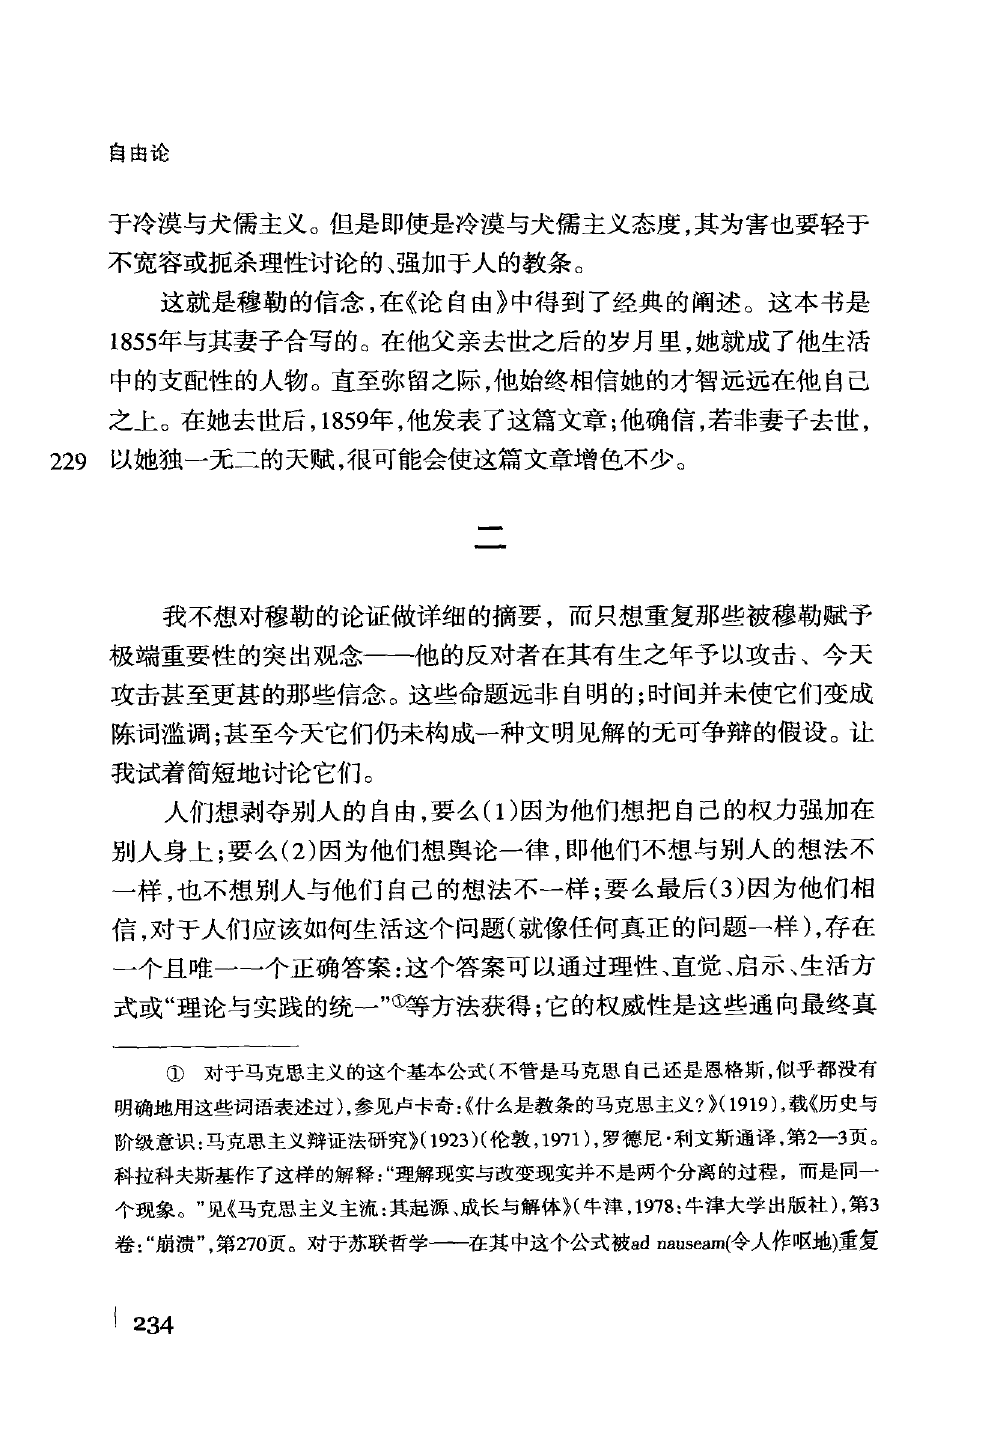 自由论
于冷漠与犬儒主义。但是即使是冷漠与犬儒主义态度,其为害也要轻于
不宽容或扼杀理性讨论的、强加于人的教条。
这就是穆勒的信念,在《论自由》中得到了经典的阐述。这本书是
1855年与其妻子合写的。在他父亲去世之后的岁月里,她就成了他生活
中的支配性的人物。直至弥留之际,他始终相信她的才智远远在他自己
之上。在她去世后,1859年,他发表了这篇文章;他确信,若非妻子去世,
229 以她独一无二的天赋,很可能会使这篇文章增色不少。
二
我不想对穆勒的论证做详细的摘要，而只想重复那些被穆勒赋予
极端重要性的突出观念——他的反对者在其有生之年予以攻击、今天
攻击甚至更甚的那些信念。这些命题远非自明的;时间并未使它们变成
陈词滥调;甚至今天它们仍未构成一种文明见解的无可争辩的假设。让
我试着简短地讨论它们。
人们想剥夺别人的自由,要么(1)因为他们想把自己的权力强加在
别人身上;要么(2)因为他们想舆论一律,即他们不想与别人的想法不
一样,也不想别人与他们自己的想法不一样;要么最后(3)因为他们相
信,对于人们应该如何生活这个问题(就像任何真正的问题一样),存在
一个且唯一一个正确答案:这个答案可以通过理性、直觉、启示、生活方
式或“理论与实践的统一”①等方法获得;它的权威性是这些通向最终真
① 对于马克思主义的这个基本公式(不管是马克思自己还是恩格斯,似乎都没有
明确地用这些词语表述过),参见卢卡奇:《什么是教条的马克思主义?》(1919),载《历史与
阶级意识:马克思主义辩证法研究》(1923)(伦敦,1971),罗德尼·利文斯通译,第2—3页。
科拉科夫斯基作了这样的解释:“理解现实与改变现实并不是两个分离的过程，而是同一
个现象。”见《马克思主义主流:其起源、成长与解体》(牛津,1978:牛津大学出版社),第3
卷:“崩溃”,第270页。对于苏联哲学——在其中这个公式被ad nauseam(令人作呕地)重复
234